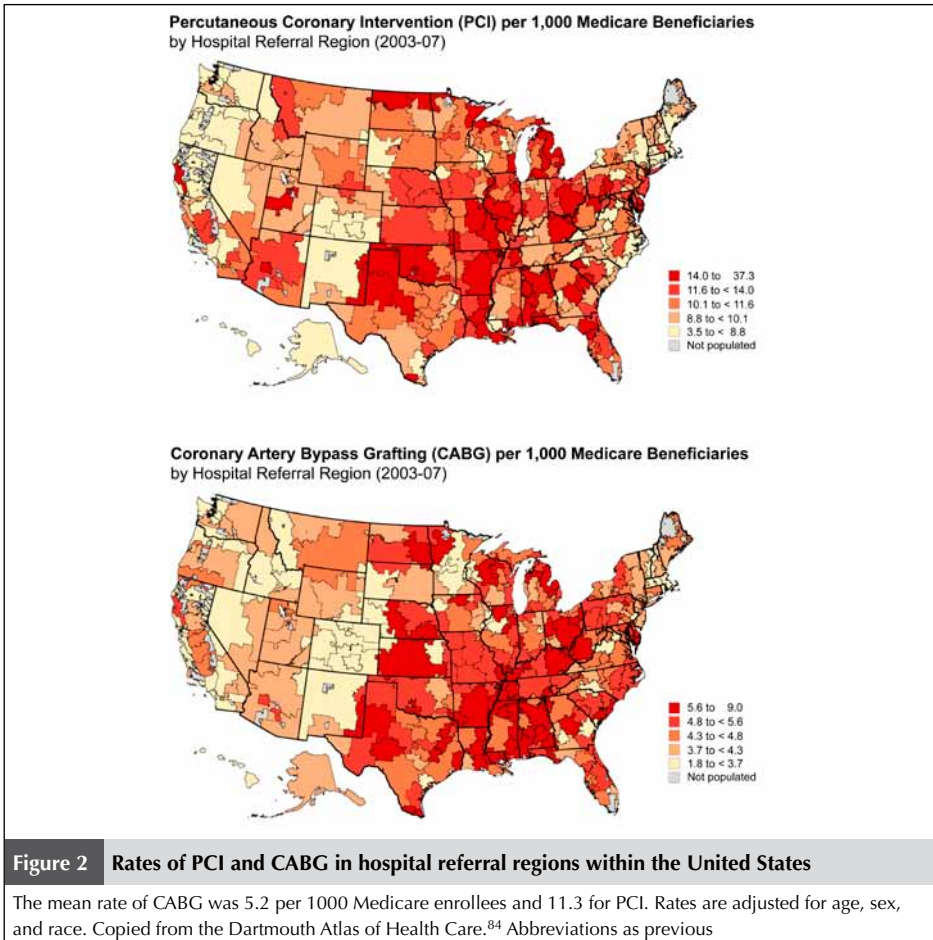 Percutaneous Coronary Intervention (PCI) per 1,000 Medicare Beneficiaries
by Hospital Referral Region (2003-07)
14.0 to 37.3
11.6 to < 14.0
10.1 to < 11.6
8.8 to < 10.1
3.5 to < 8.8
Not populated
Coronary Artery Bypass Grafting (CABG) per 1,000 Medicare Beneficiaries
by Hospital Referral Region (2003-07)
5.6 to 9.0
4.8 to < 5.6
4.3 to < 4.8
3.7 to < 4.3
1.8 to < 3.7
Not populated
Figure 2 Rates of PCI and CABG in hospital referral regions within the United States
The mean rate of CABG was 5.2 per 1000 Medicare enrollees and 11.3 for PCI. Rates are adjusted for age, sex,
and race. Copied from the Dartmouth Atlas of Health Care.84 Abbreviations as previous